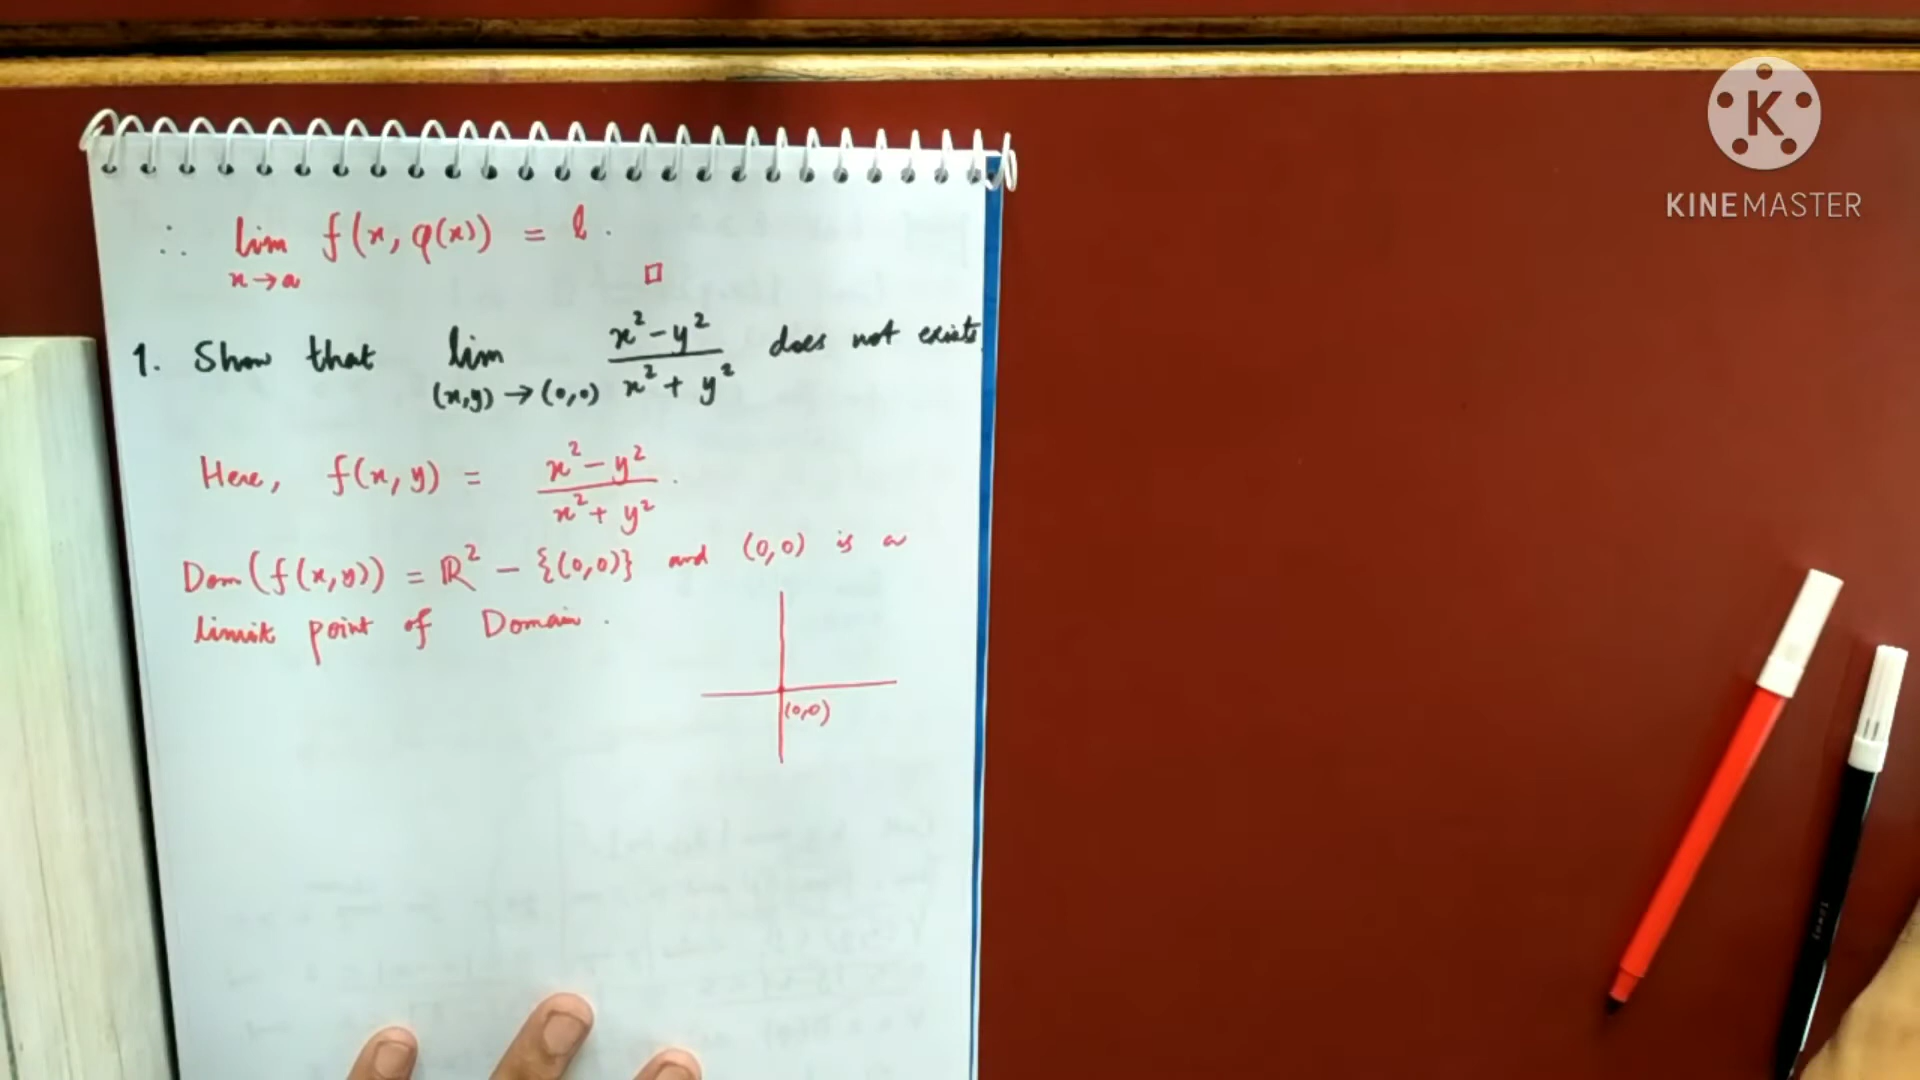 ∴ lim f(x, φ(x)) = l.
x→a
□
1. Show that lim (x,y)→(0,0) (x² - y²)/(x² + y²) does not exists.
Here, f(x, y) = (x² - y²)/(x² + y²).
Dom(f(x,y)) = ℝ² - {(0,0)} and (0,0) is a
limit point of Domain.
(0,0)
K
KINEMASTER